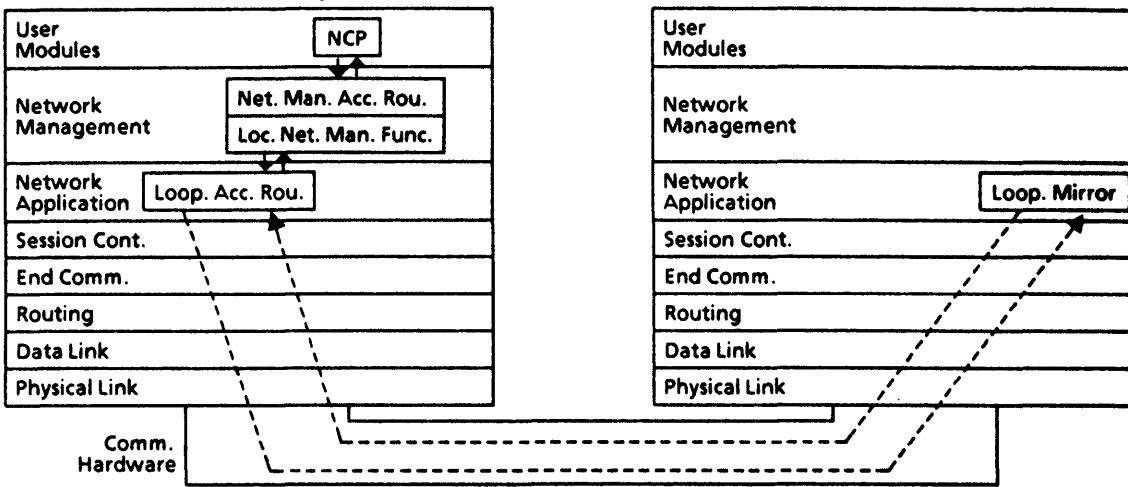 User
Modules
NCP
Network
Management
Net. Man. Acc. Rou.
Loc. Net. Man. Func.
Network
Application
Loop. Acc. Rou.
Session Cont.
End Comm.
Routing
Data Link
Physical Link
User
Modules
Network
Management
Network
Application
Loop. Mirror
Session Cont.
End Comm.
Routing
Data Link
Physical Link
Comm.
Hardware